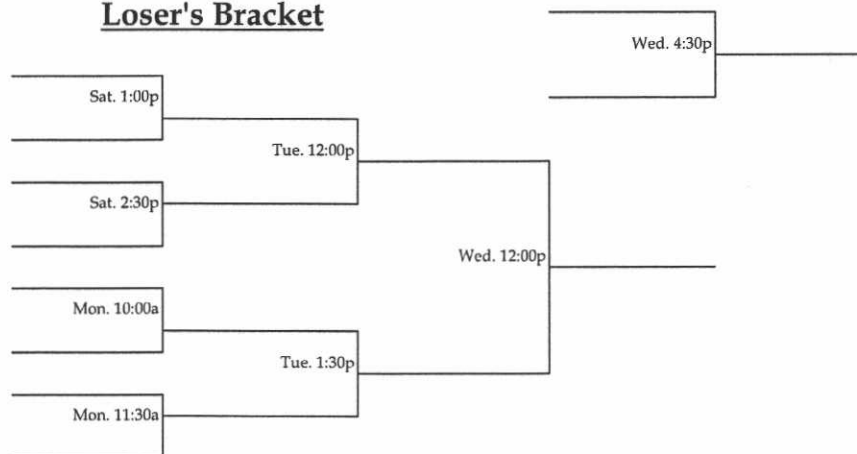 Loser's Bracket
Wed. 4:30p
Sat. 1:00p
Tue. 12:00p
Sat. 2:30p
Wed. 12:00p
Mon. 10:00a
Tue. 1:30p
Mon. 11:30a